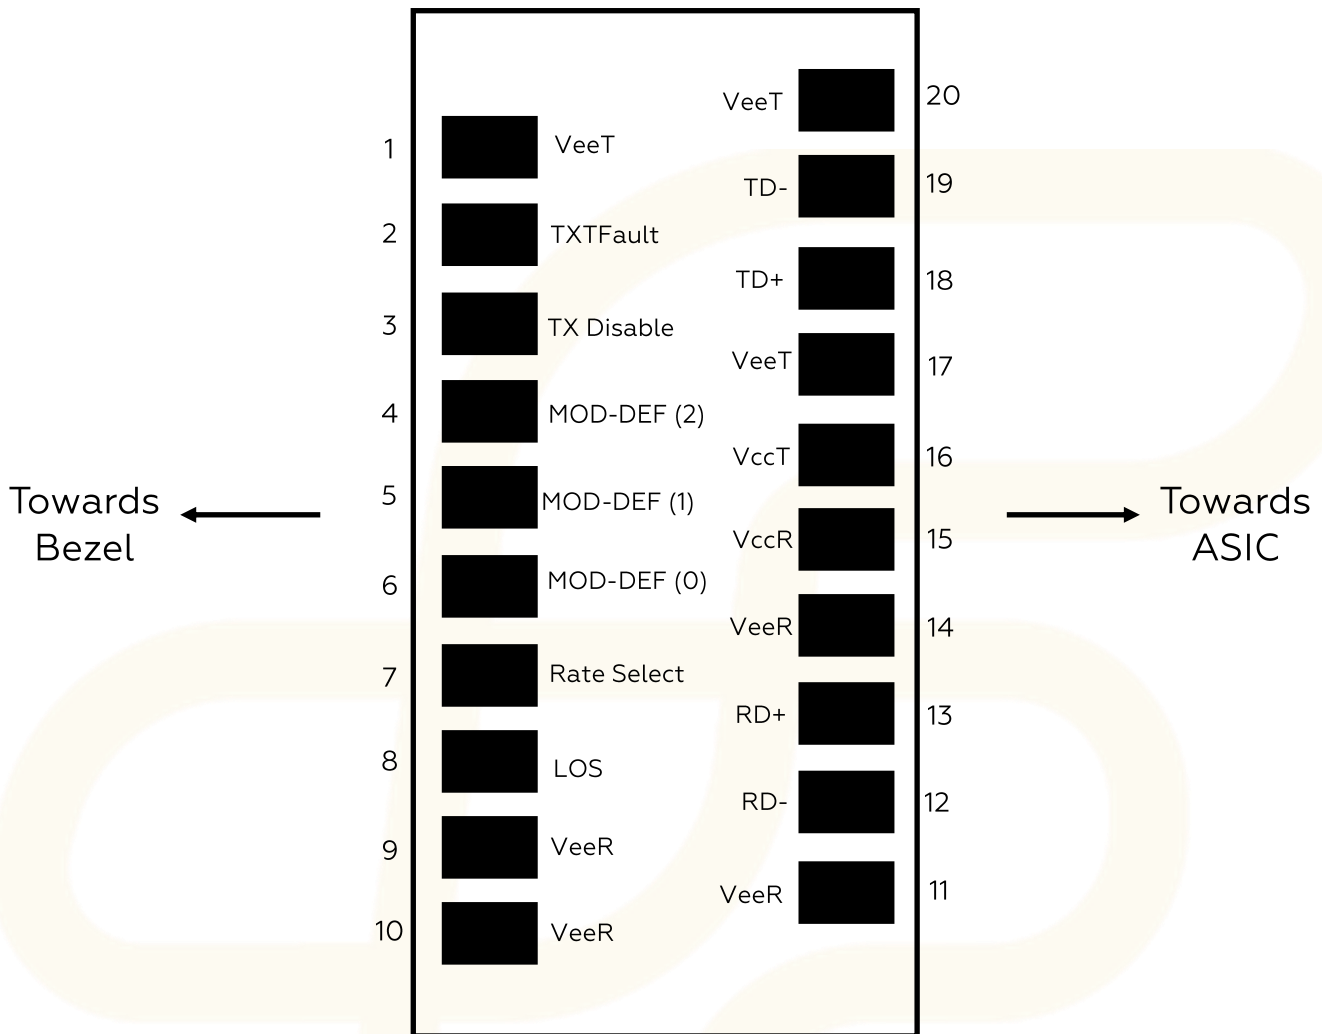 VeeT 20
1 VeeT
TD- 19
2 TXTFault
TD+ 18
3 TX Disable
VeeT 17
4 MOD-DEF (2)
VccT 16
5 MOD-DEF (1)
Towards
Bezel
Towards
ASIC
VccR 15
6 MOD-DEF (0)
VeeR 14
7 Rate Select
RD+ 13
8 LOS
RD- 12
9 VeeR
VeeR 11
10 VeeR